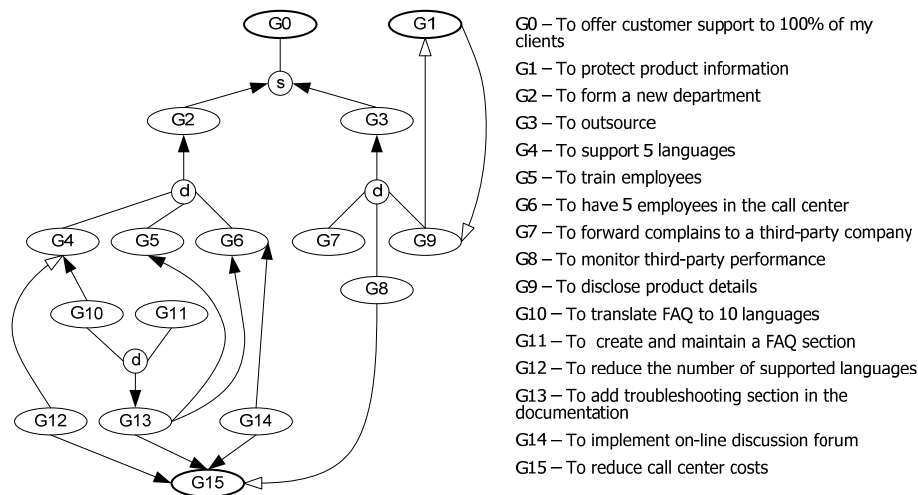 G0
G1
s
G2
G3
d
d
G4
G5
G6
G7
G9
G8
G10
G11
d
G12
G13
G14
G15
G0 – To offer customer support to 100% of my
clients
G1 – To protect product information
G2 – To form a new department
G3 – To outsource
G4 – To support 5 languages
G5 – To train employees
G6 – To have 5 employees in the call center
G7 – To forward complains to a third-party company
G8 – To monitor third-party performance
G9 – To disclose product details
G10 – To translate FAQ to 10 languages
G11 – To create and maintain a FAQ section
G12 – To reduce the number of supported languages
G13 – To add troubleshooting section in the
documentation
G14 – To implement on-line discussion forum
G15 – To reduce call center costs